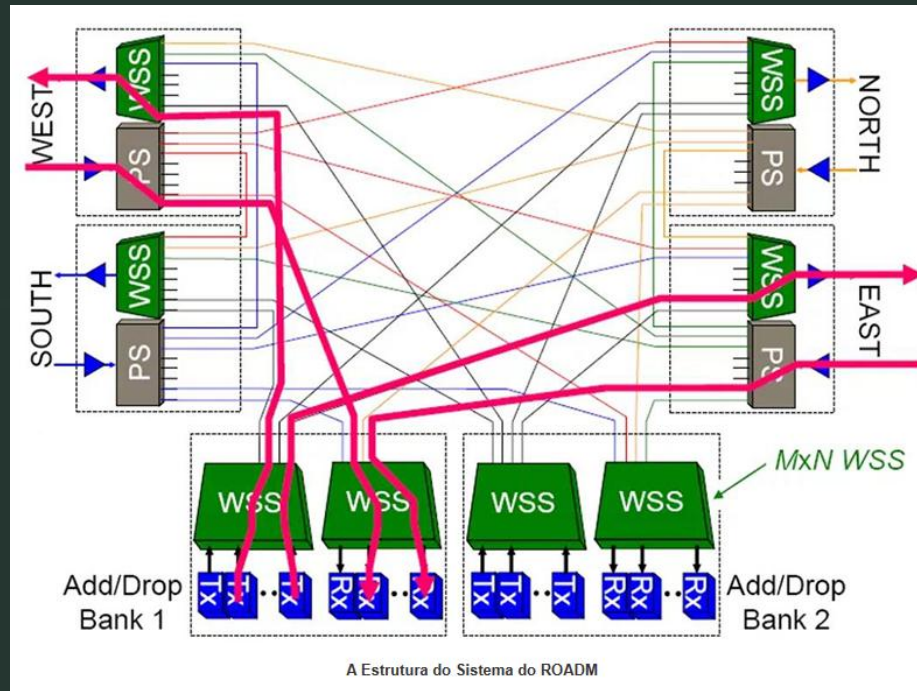 WEST
WSS
PS
SOUTH
WSS
PS
WSS
NORTH
PS
WSS
EAST
PS
MxN WSS
WSS
WSS
WSS
WSS
Add/Drop
Bank 1
Tx
Tx
··
Tx
Rx
Rx
··
Rx
Tx
Tx
··
Tx
Rx
Rx
··
Rx
Add/Drop
Bank 2
A Estrutura do Sistema do ROADM